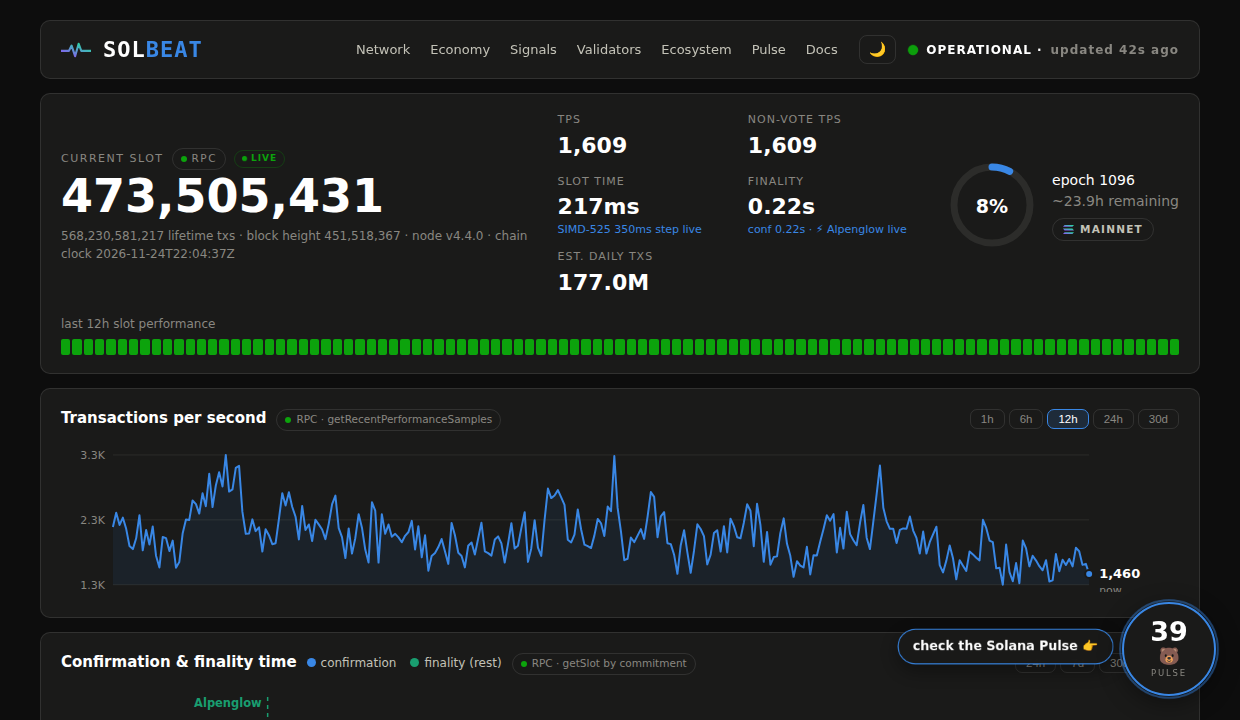 SOLBEAT
Network Economy Signals Validators Ecosystem Pulse Docs 🌙 OPERATIONAL · updated 42s ago
CURRENT SLOT RPC LIVE
473,505,431
568,230,581,217 lifetime txs · block height 451,518,367 · node v4.4.0 · chain
clock 2026-11-24T22:04:37Z
TPS
1,609
NON-VOTE TPS
1,609
SLOT TIME
217ms
SIMD-525 350ms step live
FINALITY
0.22s
conf 0.22s · ⚡ Alpenglow live
EST. DAILY TXS
177.0M
8%
epoch 1096
~23.9h remaining
MAINNET
last 12h slot performance
Transactions per second RPC · getRecentPerformanceSamples
1h 6h 12h 24h 30d
3.3K
2.3K
1.3K
1,460
now
Confirmation & finality time confirmation finality (rest) RPC · getSlot by commitment
check the Solana Pulse 👉
39
🐻
PULSE
Alpenglow